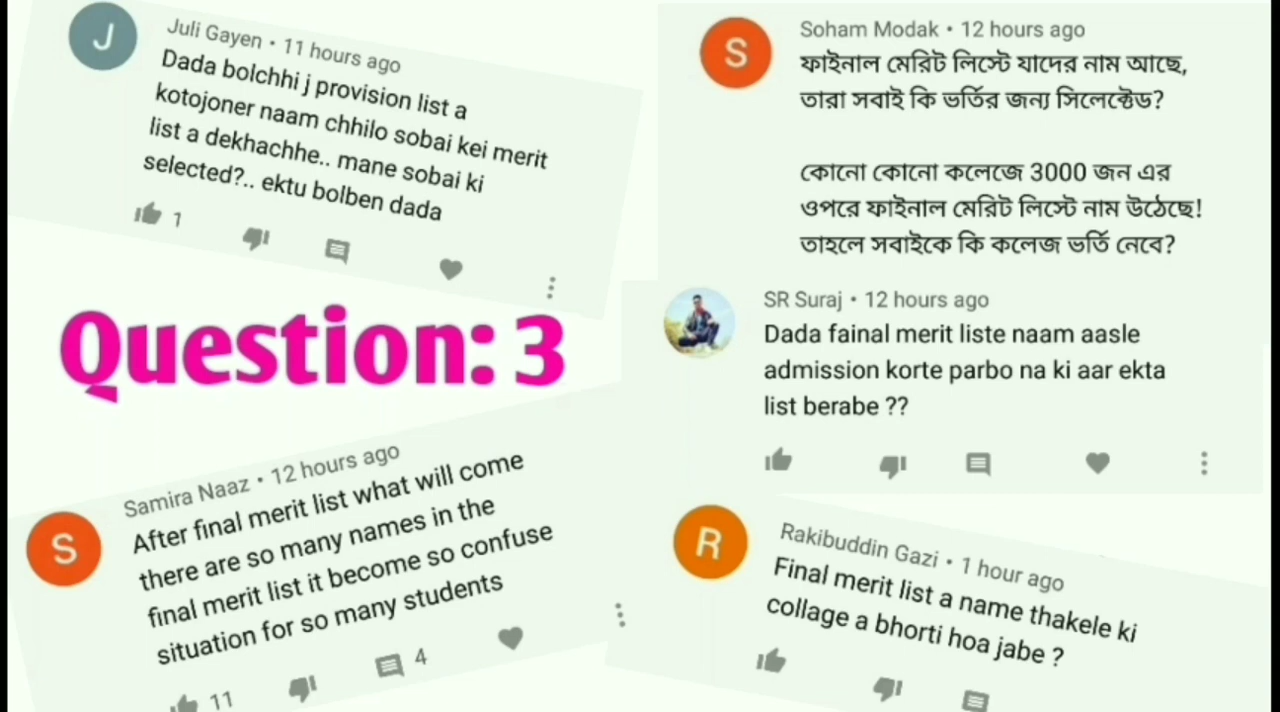 Juli Gayen • 11 hours ago
Dada bolchhi j provision list a
kotojoner naam chhilo sobai kei merit
list a dekhachhe.. mane sobai ki
selected?.. ektu bolben dada
1
J
Question: 3
Samira Naaz • 12 hours ago
After final merit list what will come
there are so many names in the
final merit list it become so confuse
situation for so many students
11 4
S
Soham Modak • 12 hours ago
ফাইনাল মেরিট লিস্টে যাদের নাম আছে,
তারা সবাই কি ভর্তির জন্য সিলেক্টেড?
কোনো কোনো কলেজে 3000 জন এর
ওপরে ফাইনাল মেরিট লিস্টে নাম উঠেছে!
তাহলে সবাইকে কি কলেজ ভর্তি নেবে?
S
SR Suraj • 12 hours ago
Dada fainal merit liste naam aasle
admission korte parbo na ki aar ekta
list berabe ??
Rakibuddin Gazi • 1 hour ago
Final merit list a name thakele ki
collage a bhorti hoa jabe ?
R